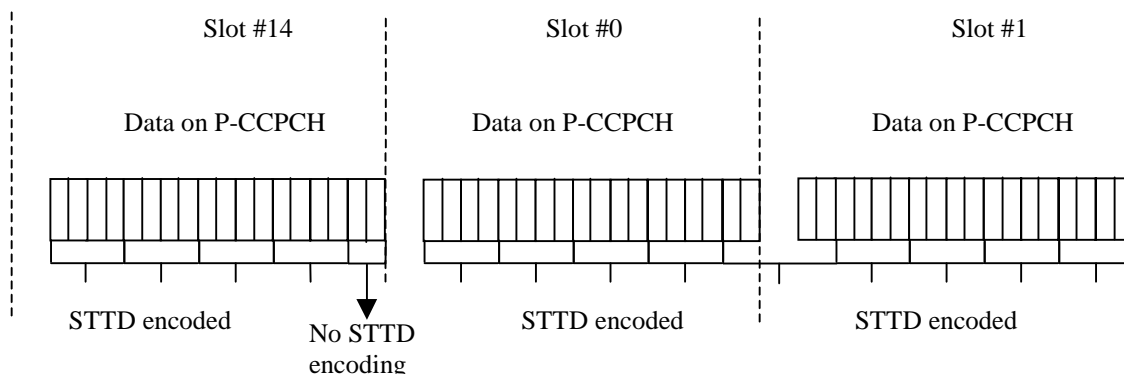 Slot #14 Slot #0 Slot #1
Data on P-CCPCH Data on P-CCPCH Data on P-CCPCH
STTD encoded STTD encoded STTD encoded
No STTD
encoding